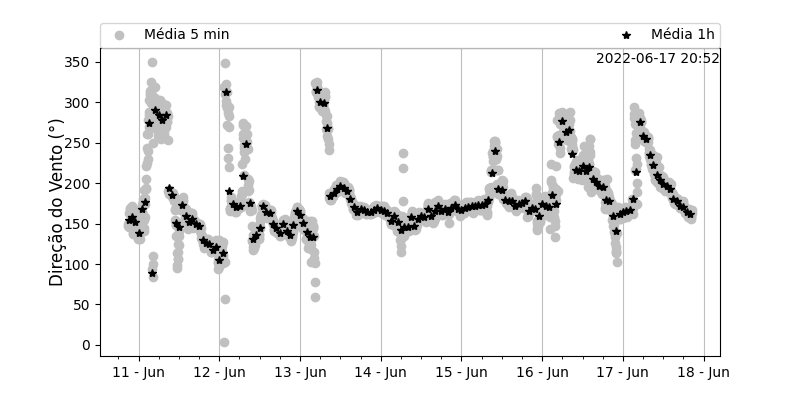 Média 5 min
Média 1h
2022-06-17 20:52
Direção do Vento (°)
350
300
250
200
150
100
50
0
11 - Jun
12 - Jun
13 - Jun
14 - Jun
15 - Jun
16 - Jun
17 - Jun
18 - Jun